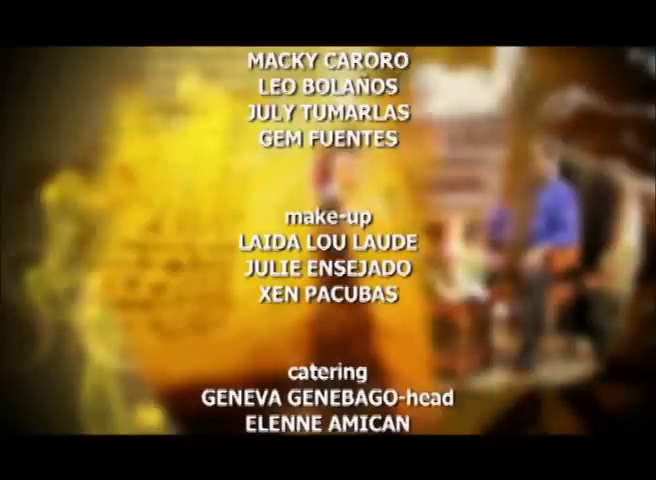 MACKY CARORO
LEO BOLAÑOS
JULY TUMARLAS
GEM FUENTES
make-up
LAIDA LOU LAUDE
JULIE ENSEJADO
XEN PACUBAS
catering
GENEVA GENEBAGO-head
ELENNE AMICAN